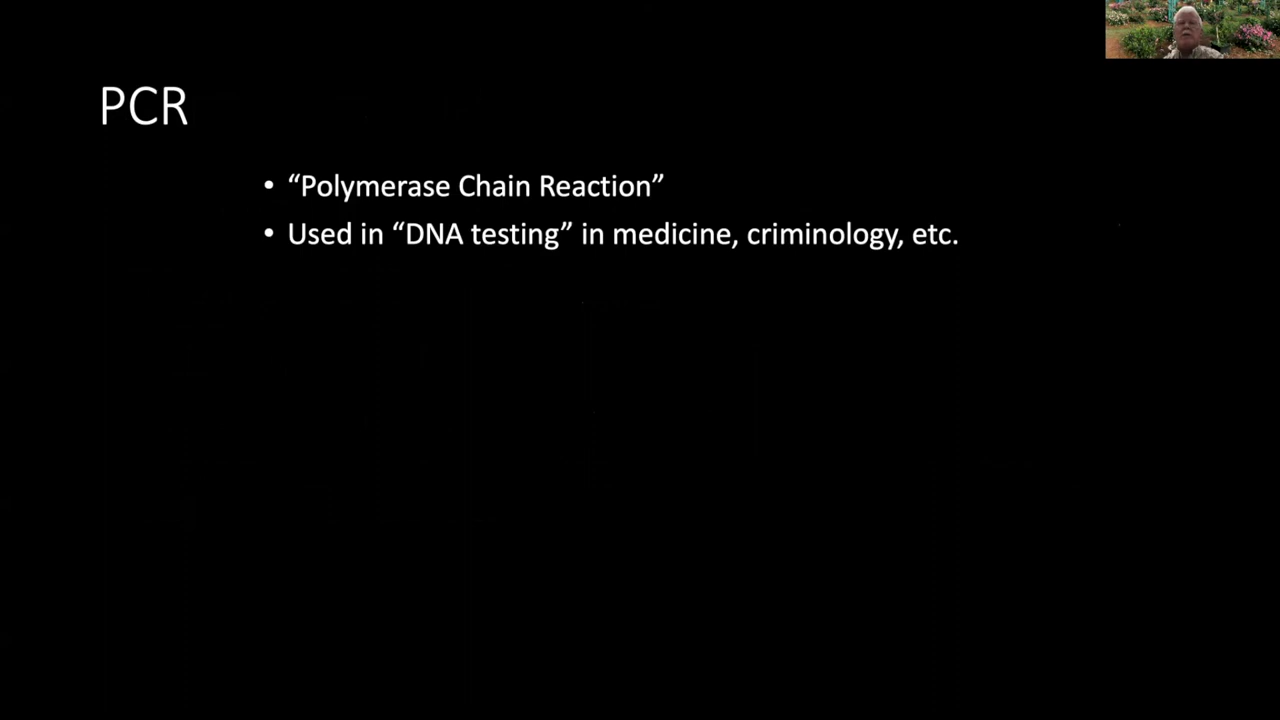 PCR
• “Polymerase Chain Reaction”
• Used in “DNA testing” in medicine, criminology, etc.